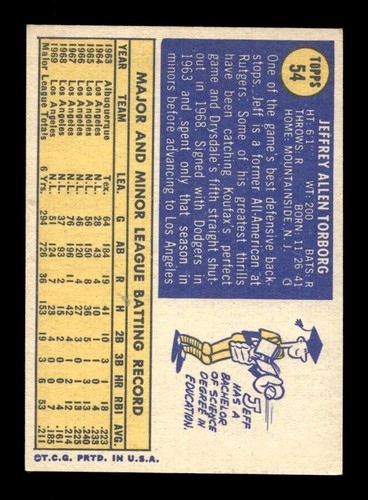 TOPPS
54
JEFFREY ALLEN TORBORG
HT: 6'1" WT: 200 BATS: R
THROWS: R BORN: 11-26-41
HOME: MOUNTAINSIDE, N. J.
One of the game's best defensive back-
stops, Jeff is a former All-American at
Rutgers. Some of his greatest thrills
have been catching Koufax's perfect
game and Drysdale's fifth straight shut-
out in 1968. Signed with Dodgers in
1963 and spent only that season in
minors before advancing to Los Angeles
JEFF
HAS A
BACHELOR
OF SCIENCE
DEGREE IN
EDUCATION.
MAJOR AND MINOR LEAGUE BATTING RECORD
YEAR TEAM LEA. G AB R H 2B 3B HR RBI AVG.
1963 Albuquerque Tex. 64 184 19 41 10 18 .223
1964 Los Angeles N.L. 28 43 4 10 1 1 0 4 .233
1965 Los Angeles N.L. 56 150 8 36 5 1 3 13 .240
1966 Los Angeles N.L. 46 120 4 27 3 0 1 13 .225
1967 Los Angeles N.L. 76 196 11 42 4 1 2 12 .214
1968 Los Angeles N.L. 37 93 2 15 2 0 0 4 .161
1969 Los Angeles N.L. 51 124 7 23 4 0 0 7 .185
Major League Totals 6 Yrs. 294 726 36 153 19 3 6 53 .211
©T.C.G. PRTD. IN U.S.A.